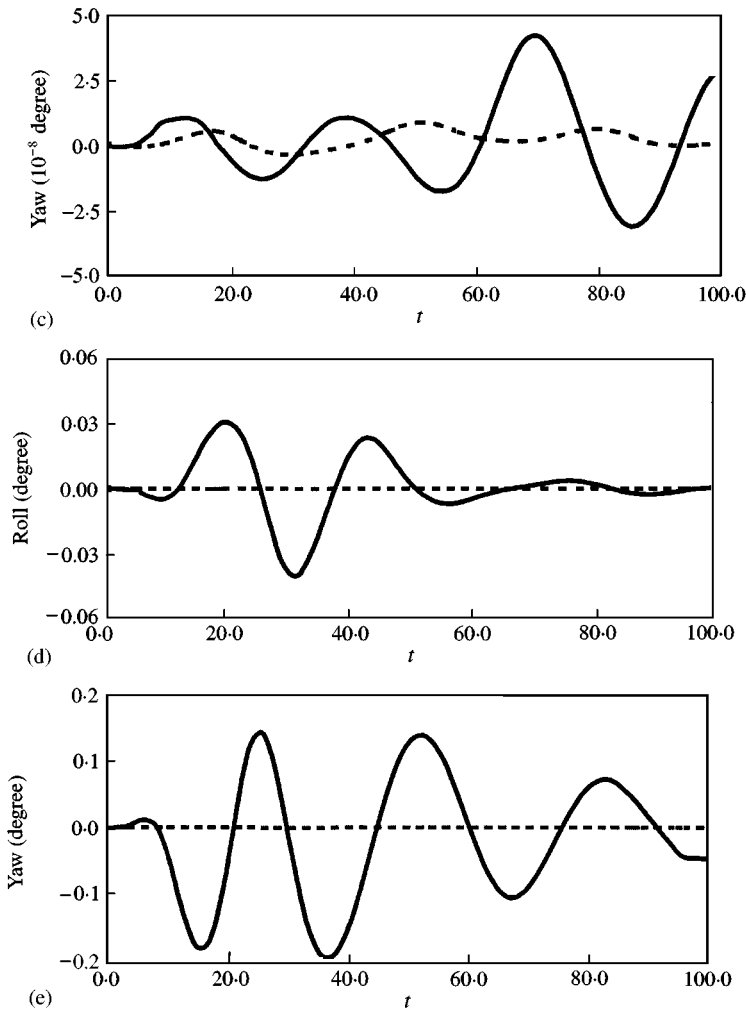 5·0
2·5
0·0
−2·5
−5·0
Yaw (10⁻⁸ degree)
0·0 20·0 40·0 60·0 80·0 100·0
(c)
t
0·06
0·03
0·00
−0·03
−0·06
Roll (degree)
0·0 20·0 40·0 60·0 80·0 100·0
(d)
t
0·2
0·1
0·0
−0·1
−0·2
Yaw (degree)
0·0 20·0 40·0 60·0 80·0 100·0
(e)
t